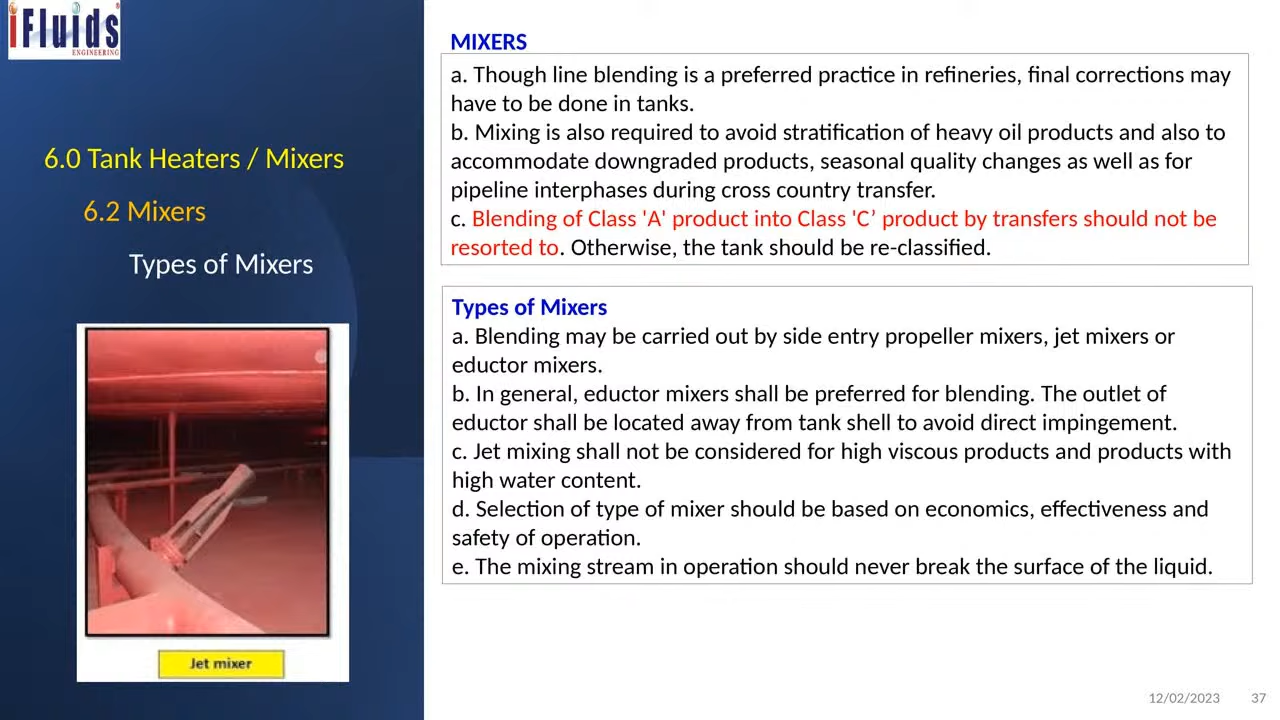 iFluids
ENGINEERING
6.0 Tank Heaters / Mixers
6.2 Mixers
Types of Mixers
Jet mixer
MIXERS
a. Though line blending is a preferred practice in refineries, final corrections may
have to be done in tanks.
b. Mixing is also required to avoid stratification of heavy oil products and also to
accommodate downgraded products, seasonal quality changes as well as for
pipeline interphases during cross country transfer.
c. Blending of Class 'A' product into Class 'C’ product by transfers should not be
resorted to. Otherwise, the tank should be re-classified.
Types of Mixers
a. Blending may be carried out by side entry propeller mixers, jet mixers or
eductor mixers.
b. In general, eductor mixers shall be preferred for blending. The outlet of
eductor shall be located away from tank shell to avoid direct impingement.
c. Jet mixing shall not be considered for high viscous products and products with
high water content.
d. Selection of type of mixer should be based on economics, effectiveness and
safety of operation.
e. The mixing stream in operation should never break the surface of the liquid.
12/02/2023 37